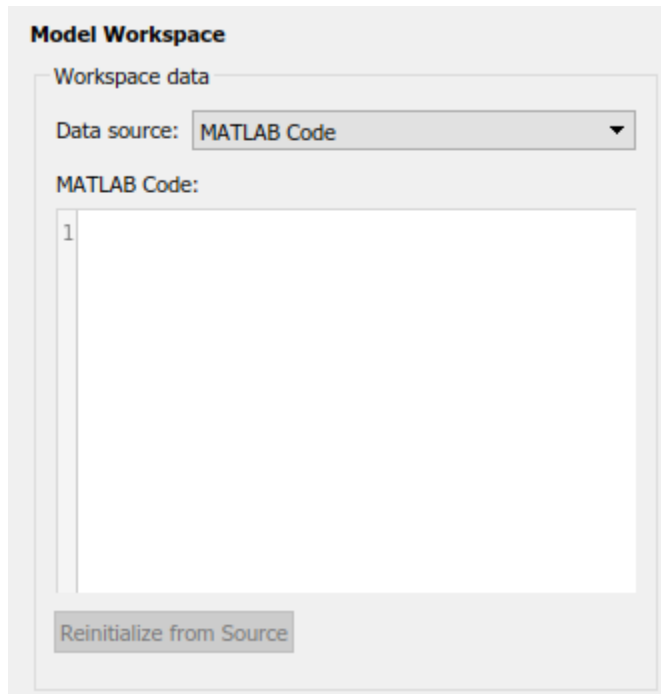 Model Workspace
Workspace data
Data source: MATLAB Code
MATLAB Code:
1
Reinitialize from Source